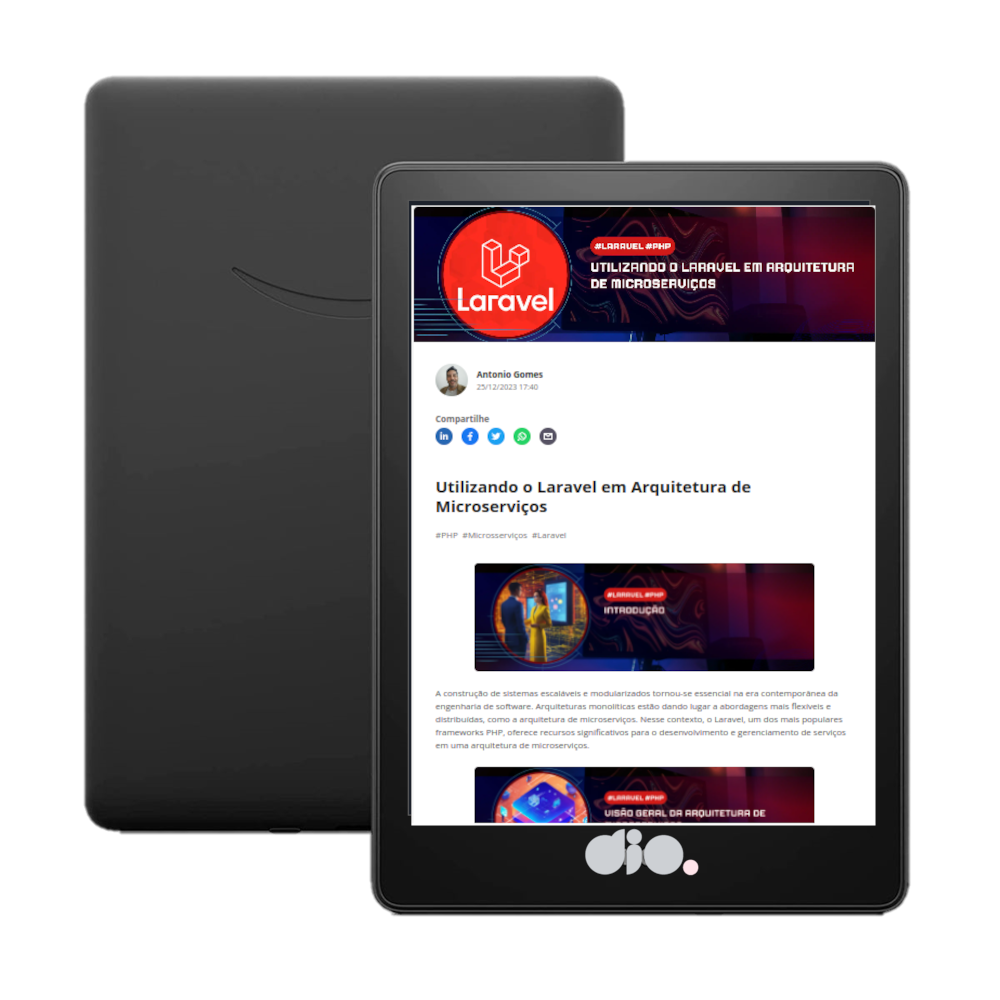 #LARAVEL #PHP
UTILIZANDO O LARAVEL EM ARQUITETURA
DE MICROSERVIÇOS
Laravel
Antonio Gomes
25/12/2023 17:40
Compartilhe
in
f
Utilizando o Laravel em Arquitetura de
Microserviços
#PHP #Microsserviços #Laravel
#LARAVEL #PHP
INTRODUÇÃO
A construção de sistemas escaláveis e modularizados tornou-se essencial na era contemporânea da
engenharia de software. Arquiteturas monolíticas estão dando lugar a abordagens mais flexíveis e
distribuídas, como a arquitetura de microserviços. Nesse contexto, o Laravel, um dos mais populares
frameworks PHP, oferece recursos significativos para o desenvolvimento e gerenciamento de serviços
em uma arquitetura de microserviços.
#LARAVEL #PHP
VISÃO GERAL DA ARQUITETURA DE
dio.